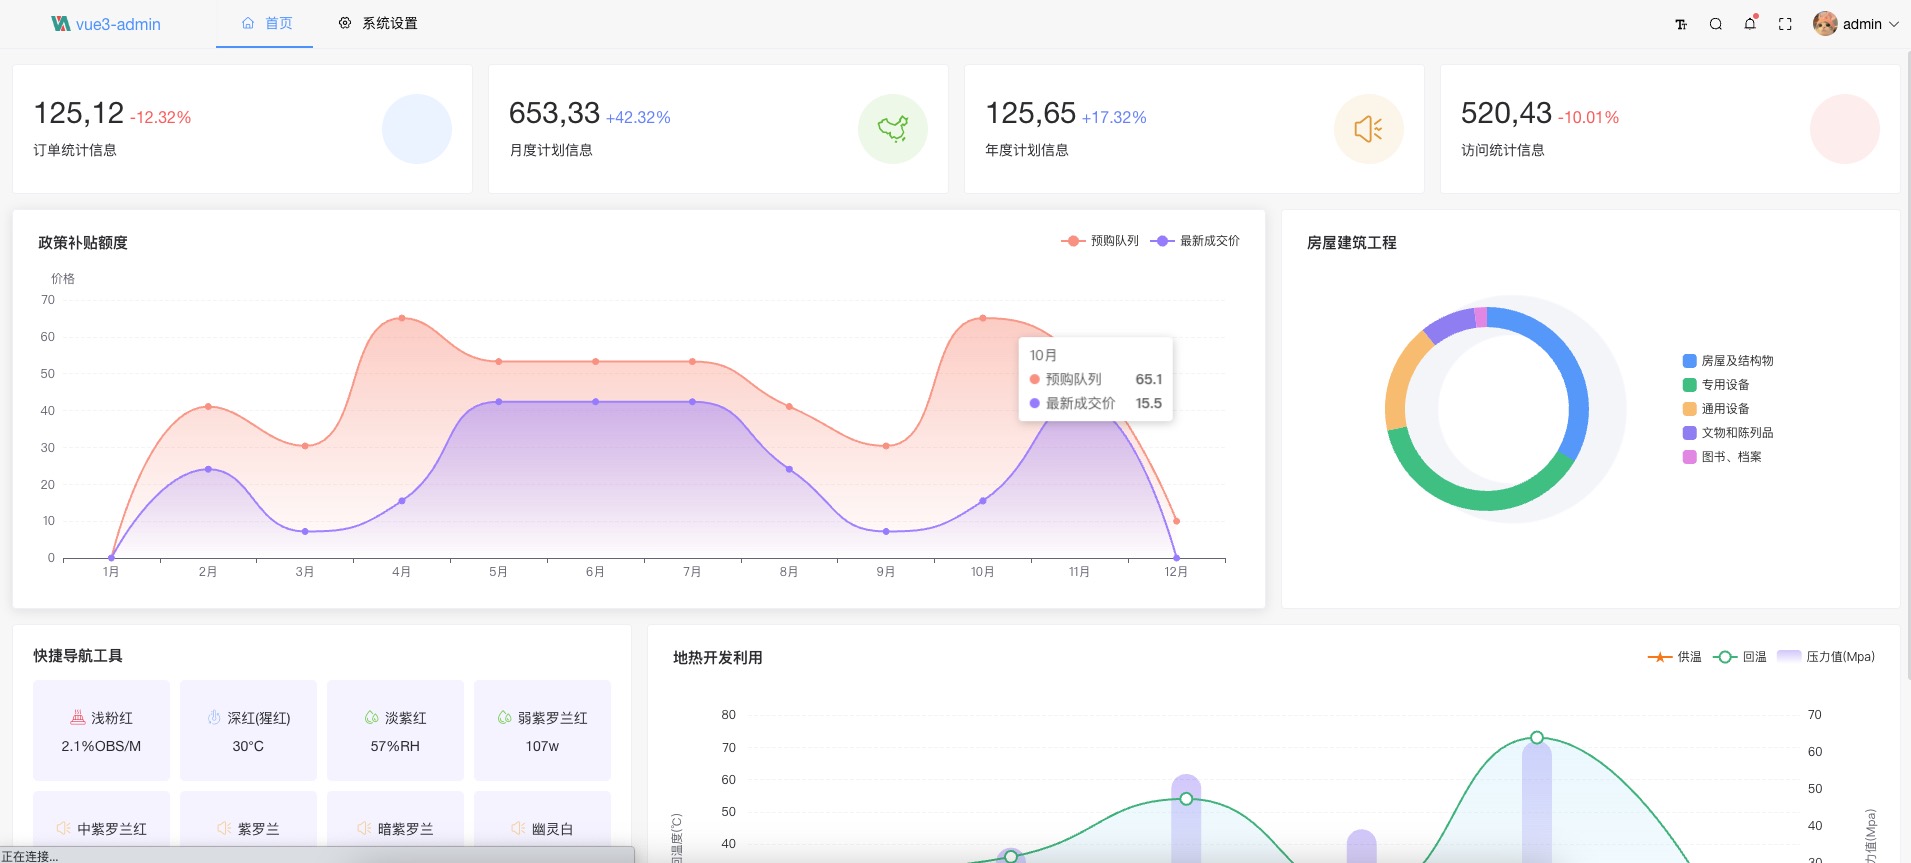 vue3-admin
首页
系统设置
admin
125,12 -12.32%
订单统计信息
653,33 +42.32%
月度计划信息
125,65 +17.32%
年度计划信息
520,43 -10.01%
访问统计信息
政策补贴额度
预购队列
最新成交价
价格
70
60
50
40
30
20
10
0
1月
2月
3月
4月
5月
6月
7月
8月
9月
10月
11月
12月
10月
预购队列 65.1
最新成交价 15.5
房屋建筑工程
房屋及结构物
专用设备
通用设备
文物和陈列品
图书、档案
快捷导航工具
浅粉红
2.1%OBS/M
深红(猩红)
30°C
淡紫红
57%RH
弱紫罗兰红
107w
中紫罗兰红
紫罗兰
暗紫罗兰
幽灵白
地热开发利用
供温
回温
压力值(Mpa)
80
70
60
50
40
回温度(℃)
70
60
50
40
30
力值(Mpa)
正在连接...